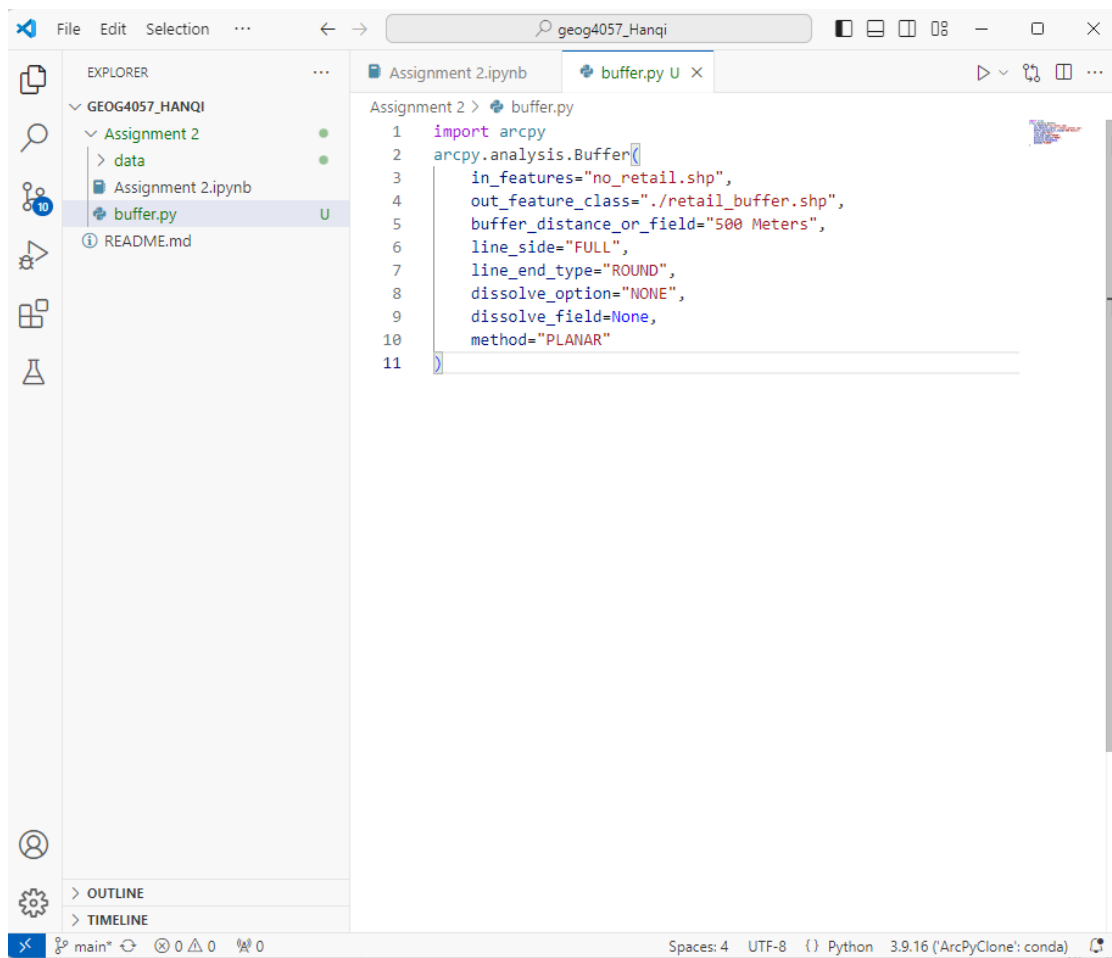 File Edit Selection ··· geog4057_Hanqi
EXPLORER ···
GEOG4057_HANQI
Assignment 2
data
Assignment 2.ipynb
buffer.py U
README.md
10
OUTLINE
TIMELINE
Assignment 2.ipynb buffer.py U ···
Assignment 2 > buffer.py
1 import arcpy
2 arcpy.analysis.Buffer(
3     in_features="no_retail.shp",
4     out_feature_class="./retail_buffer.shp",
5     buffer_distance_or_field="500 Meters",
6     line_side="FULL",
7     line_end_type="ROUND",
8     dissolve_option="NONE",
9     dissolve_field=None,
10     method="PLANAR"
11 )
main* 0 0 0 Spaces: 4 UTF-8 {} Python 3.9.16 ('ArcPyClone': conda)